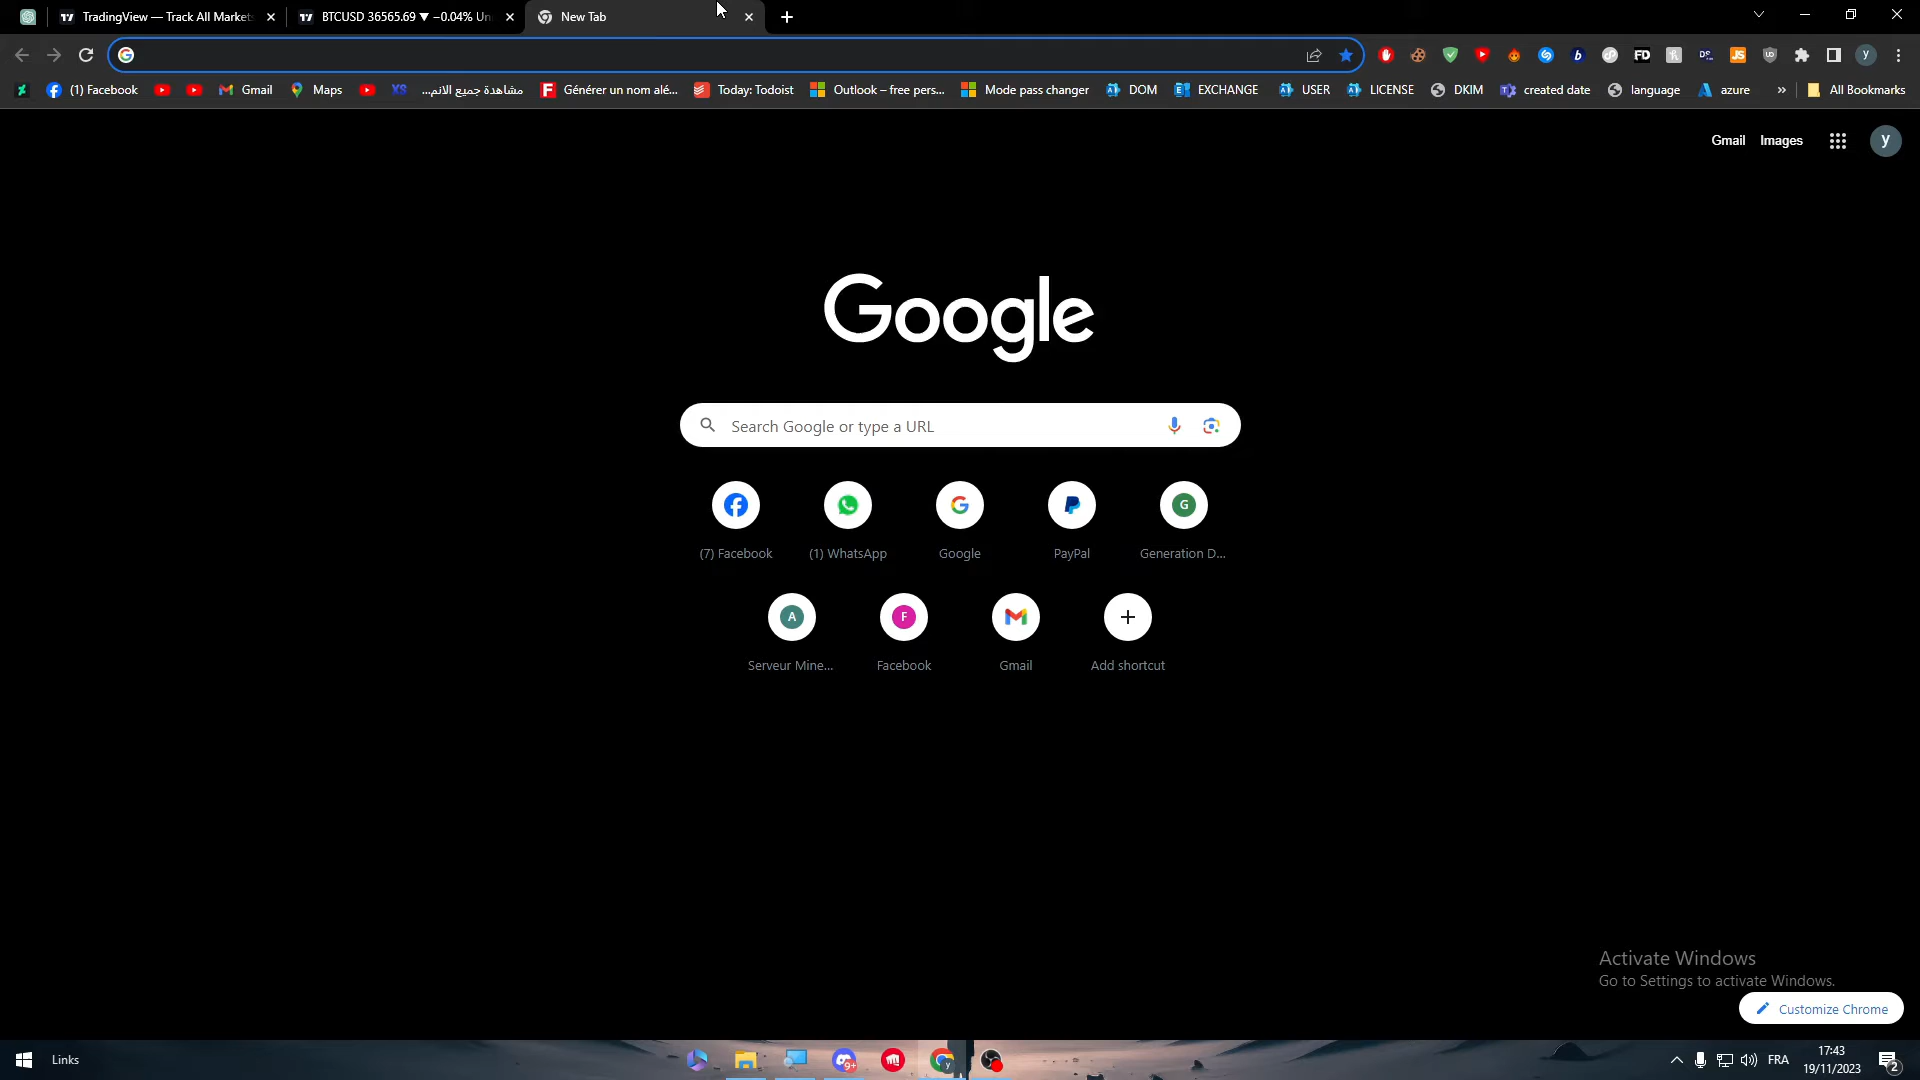 TradingView — Track All Market
BTCUSD 36565.69 ▼ −0.04% Un
New Tab
(1) Facebook
Gmail
Maps
XS
مشاهدة جميع الانم...
Générer un nom alé...
Today: Todoist
Outlook – free pers...
Mode pass changer
DOM
EXCHANGE
USER
LICENSE
DKIM
created date
language
azure
»
All Bookmarks
Gmail
Images
y
Google
Search Google or type a URL
(7) Facebook
(1) WhatsApp
Google
PayPal
G
Generation D...
A
Serveur Mine...
F
Facebook
Gmail
Add shortcut
Activate Windows
Go to Settings to activate Windows.
Customize Chrome
Links
9+
FRA
17:43
19/11/2023
2